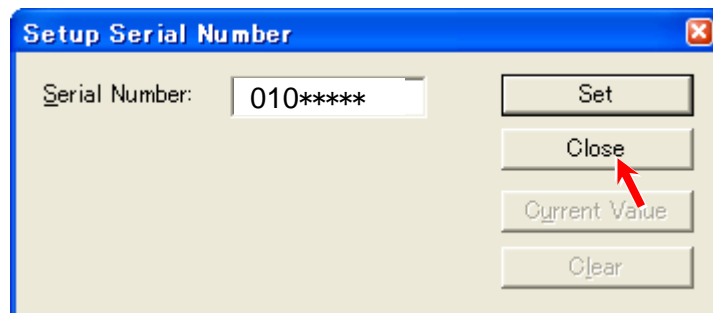 Setup Serial Number
Serial Number: 010***** Set
Close
Current Value
Clear